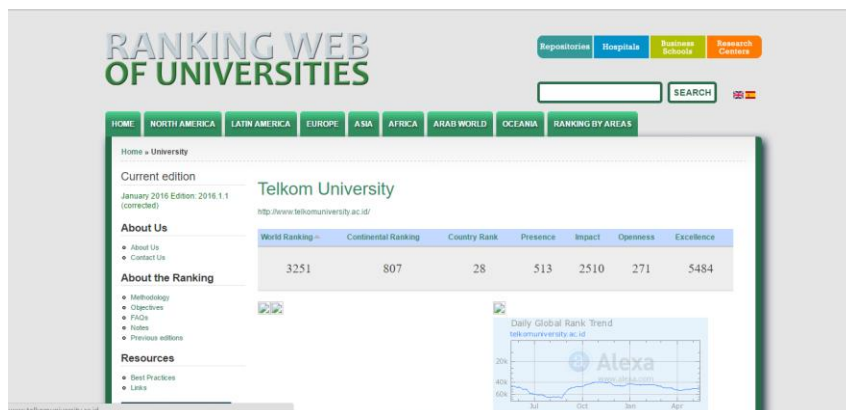 RANKING WEB
OF UNIVERSITIES
Repositories Hospitals Business Schools Research Centers
SEARCH
HOME NORTH AMERICA LATIN AMERICA EUROPE ASIA AFRICA ARAB WORLD OCEANIA RANKING BY AREAS
Home » University
Current edition
January 2016 Edition: 2016.1.1
(corrected)
About Us
About Us
Contact Us
About the Ranking
Methodology
Objectives
FAQs
Notes
Previous editions
Resources
Best Practices
Links
Telkom University
http://www.telkomuniversity.ac.id/
World Ranking Continental Ranking Country Rank Presence Impact Openness Excellence
3251 807 28 513 2510 271 5484
Daily Global Rank Trend
telkomuniversity.ac.id
Alexa
www.alexa.com
20k
40k
60k
Jul Oct Jan Apr